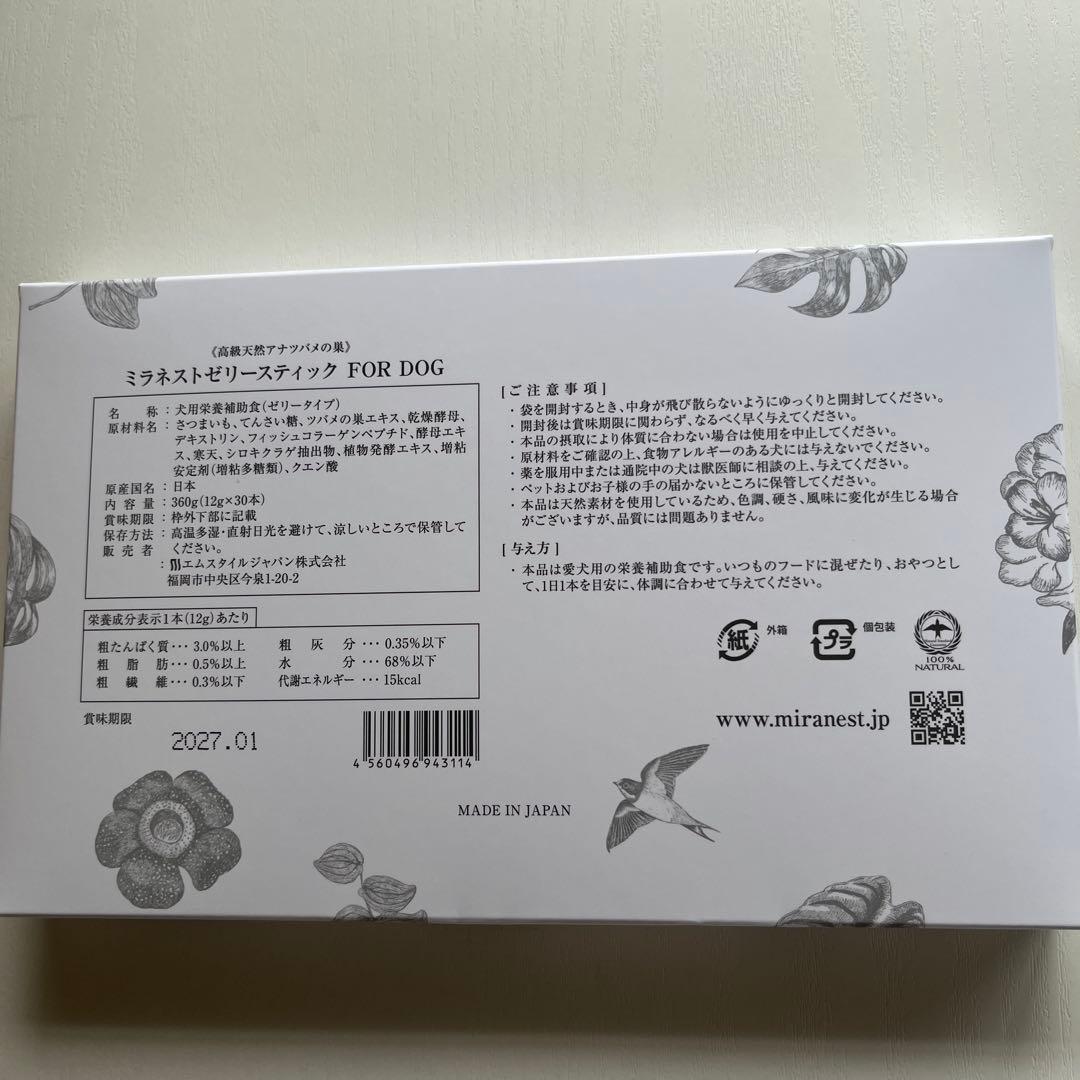 《高級天然アナツバメの巣》
ミラネストゼリースティック FOR DOG
名 称 : 犬用栄養補助食(ゼリータイプ)
原材料名 : さつまいも、てんさい糖、ツバメの巣エキス、乾燥酵母、
デキストリン、フィッシュコラーゲンペプチド、酵母エキ
ス、寒天、シロキクラゲ抽出物、植物発酵エキス、増粘
安定剤(増粘多糖類)、クエン酸
原産国名 : 日本
内 容 量 : 360g(12g×30本)
賞味期限 : 枠外下部に記載
保存方法 : 高温多湿・直射日光を避けて、涼しいところで保管して
ください。
販 売 者 : エムスタイルジャパン株式会社
福岡市中央区今泉1-20-2
栄養成分表示1本(12g)あたり
粗たんぱく質･･･3.0%以上 粗 灰 分 ･･･0.35%以下
粗 脂 肪･･･0.5%以上 水 分 ･･･68%以下
粗 繊 維･･･0.3%以下 代謝エネルギー ･･･15kcal
賞味期限
2027.01
4 560496 943114
[ご注意事項]
・袋を開封するとき、中身が飛び散らないようにゆっくりと開封してください。
・開封後は賞味期限に関わらず、なるべく早く与えてください。
・本品の摂取により体質に合わない場合は使用を中止してください。
・原材料をご確認の上、食物アレルギーのある犬には与えないでください。
・薬を服用中または通院中の犬は獣医師に相談の上、与えてください。
・ペットおよびお子様の手の届かないところに保管してください。
・本品は天然素材を使用しているため、色調、硬さ、風味に変化が生じる場合
がございますが、品質には問題ありません。
[与え方]
・本品は愛犬用の栄養補助食です。いつものフードに混ぜたり、おやつとし
て、1日1本を目安に、体調に合わせて与えてください。
紙 外箱 プラ 個包装
100%
NATURAL
www.miranest.jp
MADE IN JAPAN